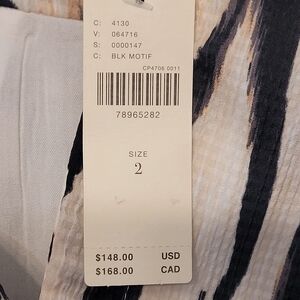 C: 4130
V: 064716
S: 0000147
C: BLK MOTIF
CP4706 0011
78965282
SIZE
2
$148.00 USD
$168.00 CAD